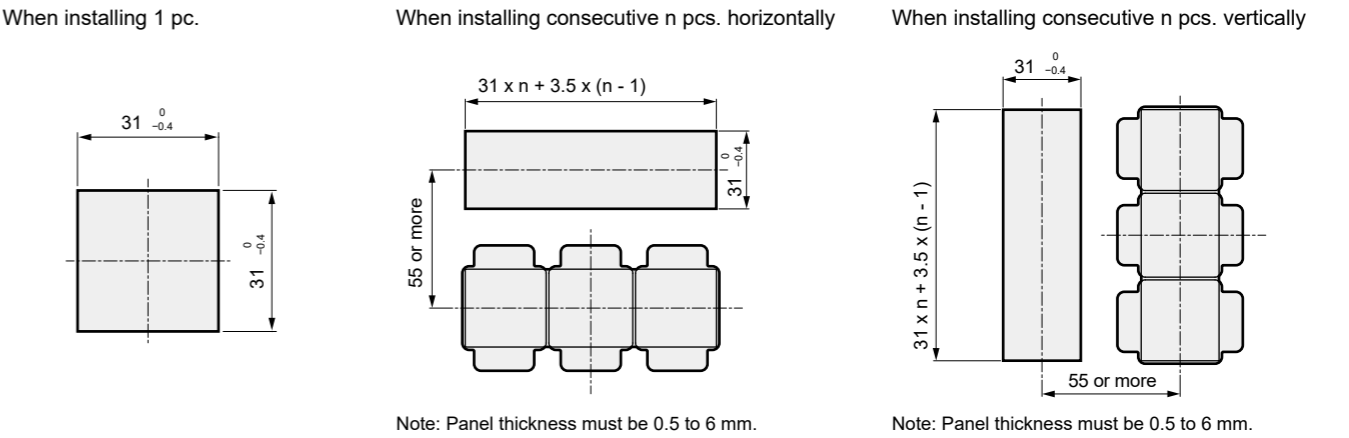 When installing 1 pc.
31 0 −0.4
31 0 −0.4
When installing consecutive n pcs. horizontally
31 x n + 3.5 x (n - 1)
31 0 −0.4
55 or more
Note: Panel thickness must be 0.5 to 6 mm.
When installing consecutive n pcs. vertically
31 0 −0.4
31 x n + 3.5 x (n - 1)
55 or more
Note: Panel thickness must be 0.5 to 6 mm.